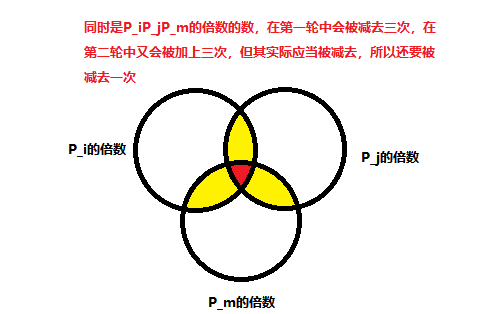 同时是P_iP_jP_m的倍数的数，在第一轮中会被减去三次，在
第二轮中又会被加上三次，但其实际应当被减去，所以还要被
减去一次
P_i的倍数
P_j的倍数
P_m的倍数